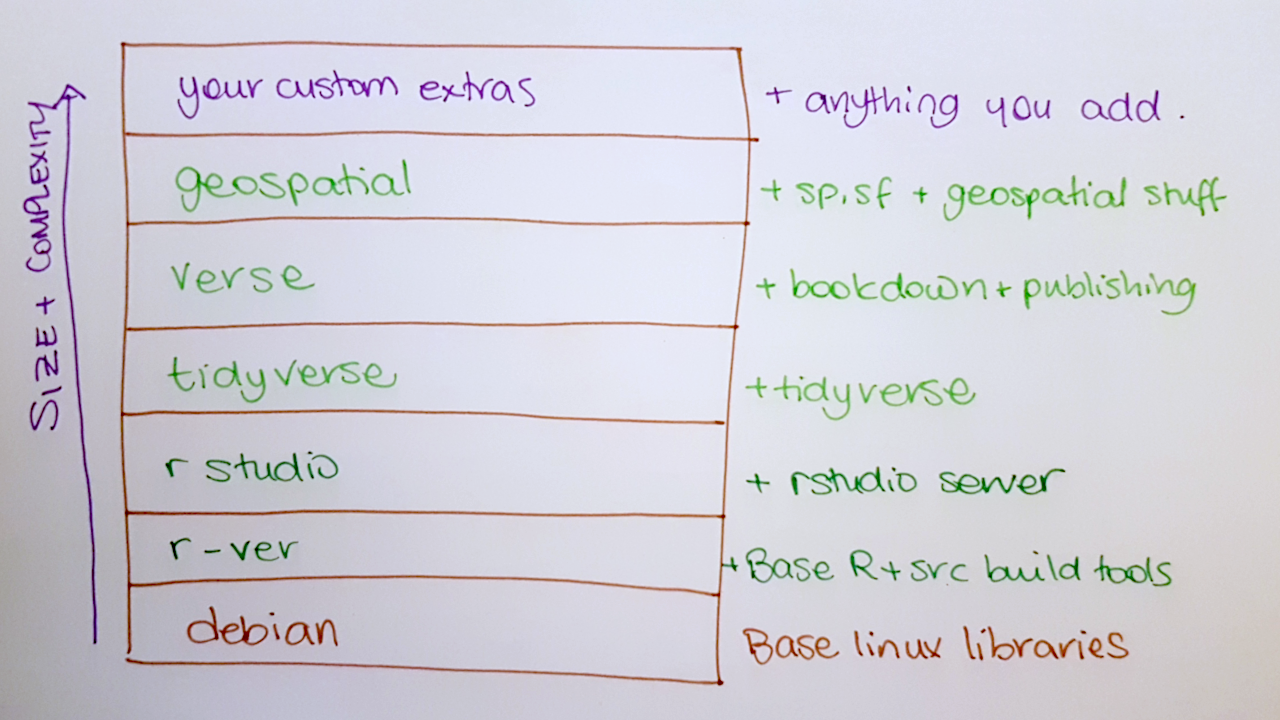 your custom extras + anything you add.
geospatial + sp,sf + geospatial stuff
verse + bookdown + publishing
tidyverse + tidyverse
r studio + rstudio server
r-ver + Base R + src build tools
debian Base linux libraries
SIZE + COMPLEXITY